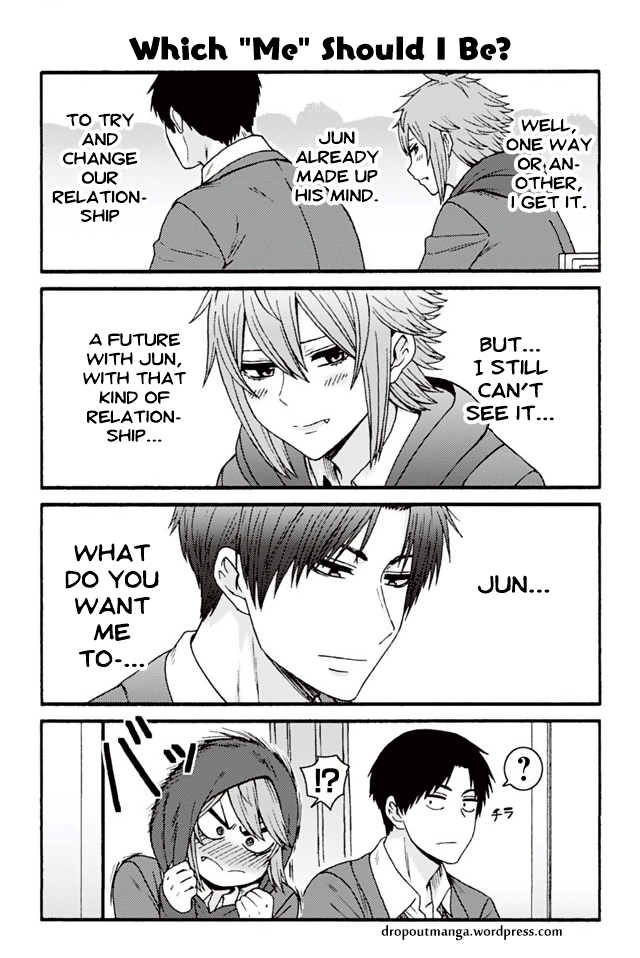 Which "Me" Should I Be?
WELL,
ONE WAY
OR AN-
OTHER,
I GET IT.
JUN
ALREADY
MADE UP
HIS MIND.
TO TRY
AND
CHANGE
OUR
RELATION-
SHIP
BUT...
I STILL
CAN'T
SEE IT...
A FUTURE
WITH JUN,
WITH THAT
KIND OF
RELATION-
SHIP...
JUN...
WHAT
DO YOU
WANT
ME
TO-...
?
チラ
!?
バッ
dropoutmanga.wordpress.com